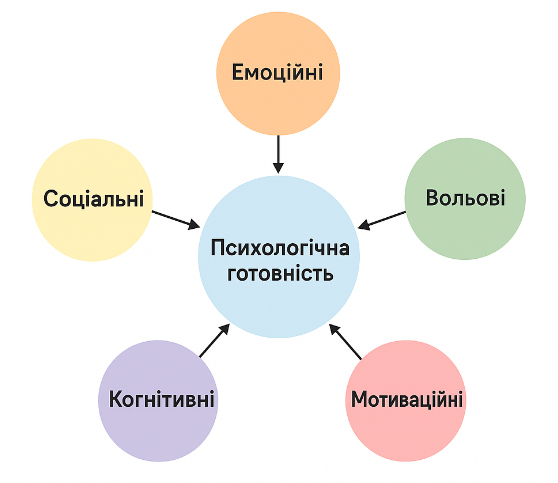 Емоційні
Соціальні
Вольові
Психологічна
готовність
Когнітивні
Мотиваційні